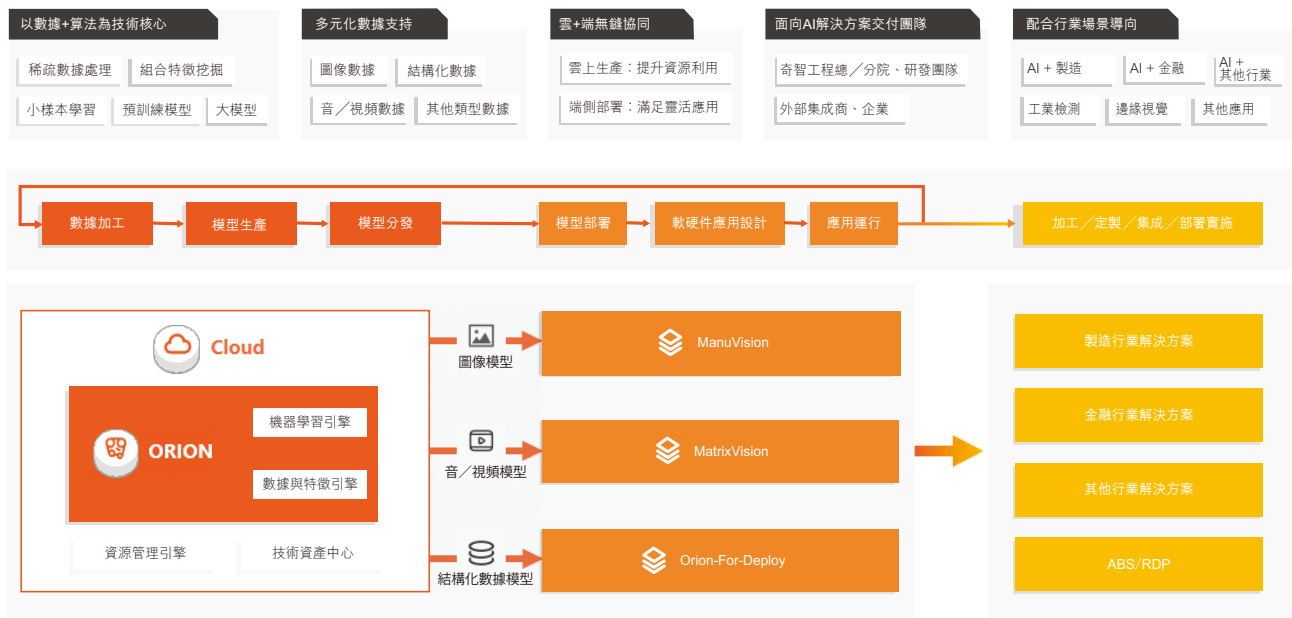 以數據+算法為技術核心
稀疏數據處理
組合特徵挖掘
小樣本學習
預訓練模型
大模型
多元化數據支持
圖像數據
結構化數據
音／視頻數據
其他類型數據
雲+端無縫協同
雲上生產：提升資源利用
端側部署：滿足靈活應用
面向AI解決方案交付團隊
奇智工程總／分院、研發團隊
外部集成商、企業
配合行業場景導向
AI + 製造
AI + 金融
AI +
其他行業
工業檢測
邊緣視覺
其他應用
數據加工
模型生產
模型分發
模型部署
軟硬件應用設計
應用運行
加工／定製／集成／部署實施
Cloud
ORION
機器學習引擎
數據與特徵引擎
資源管理引擎
技術資產中心
圖像模型
音／視頻模型
結構化數據模型
ManuVision
MatrixVision
Orion-For-Deploy
製造行業解決方案
金融行業解決方案
其他行業解決方案
ABS/RDP